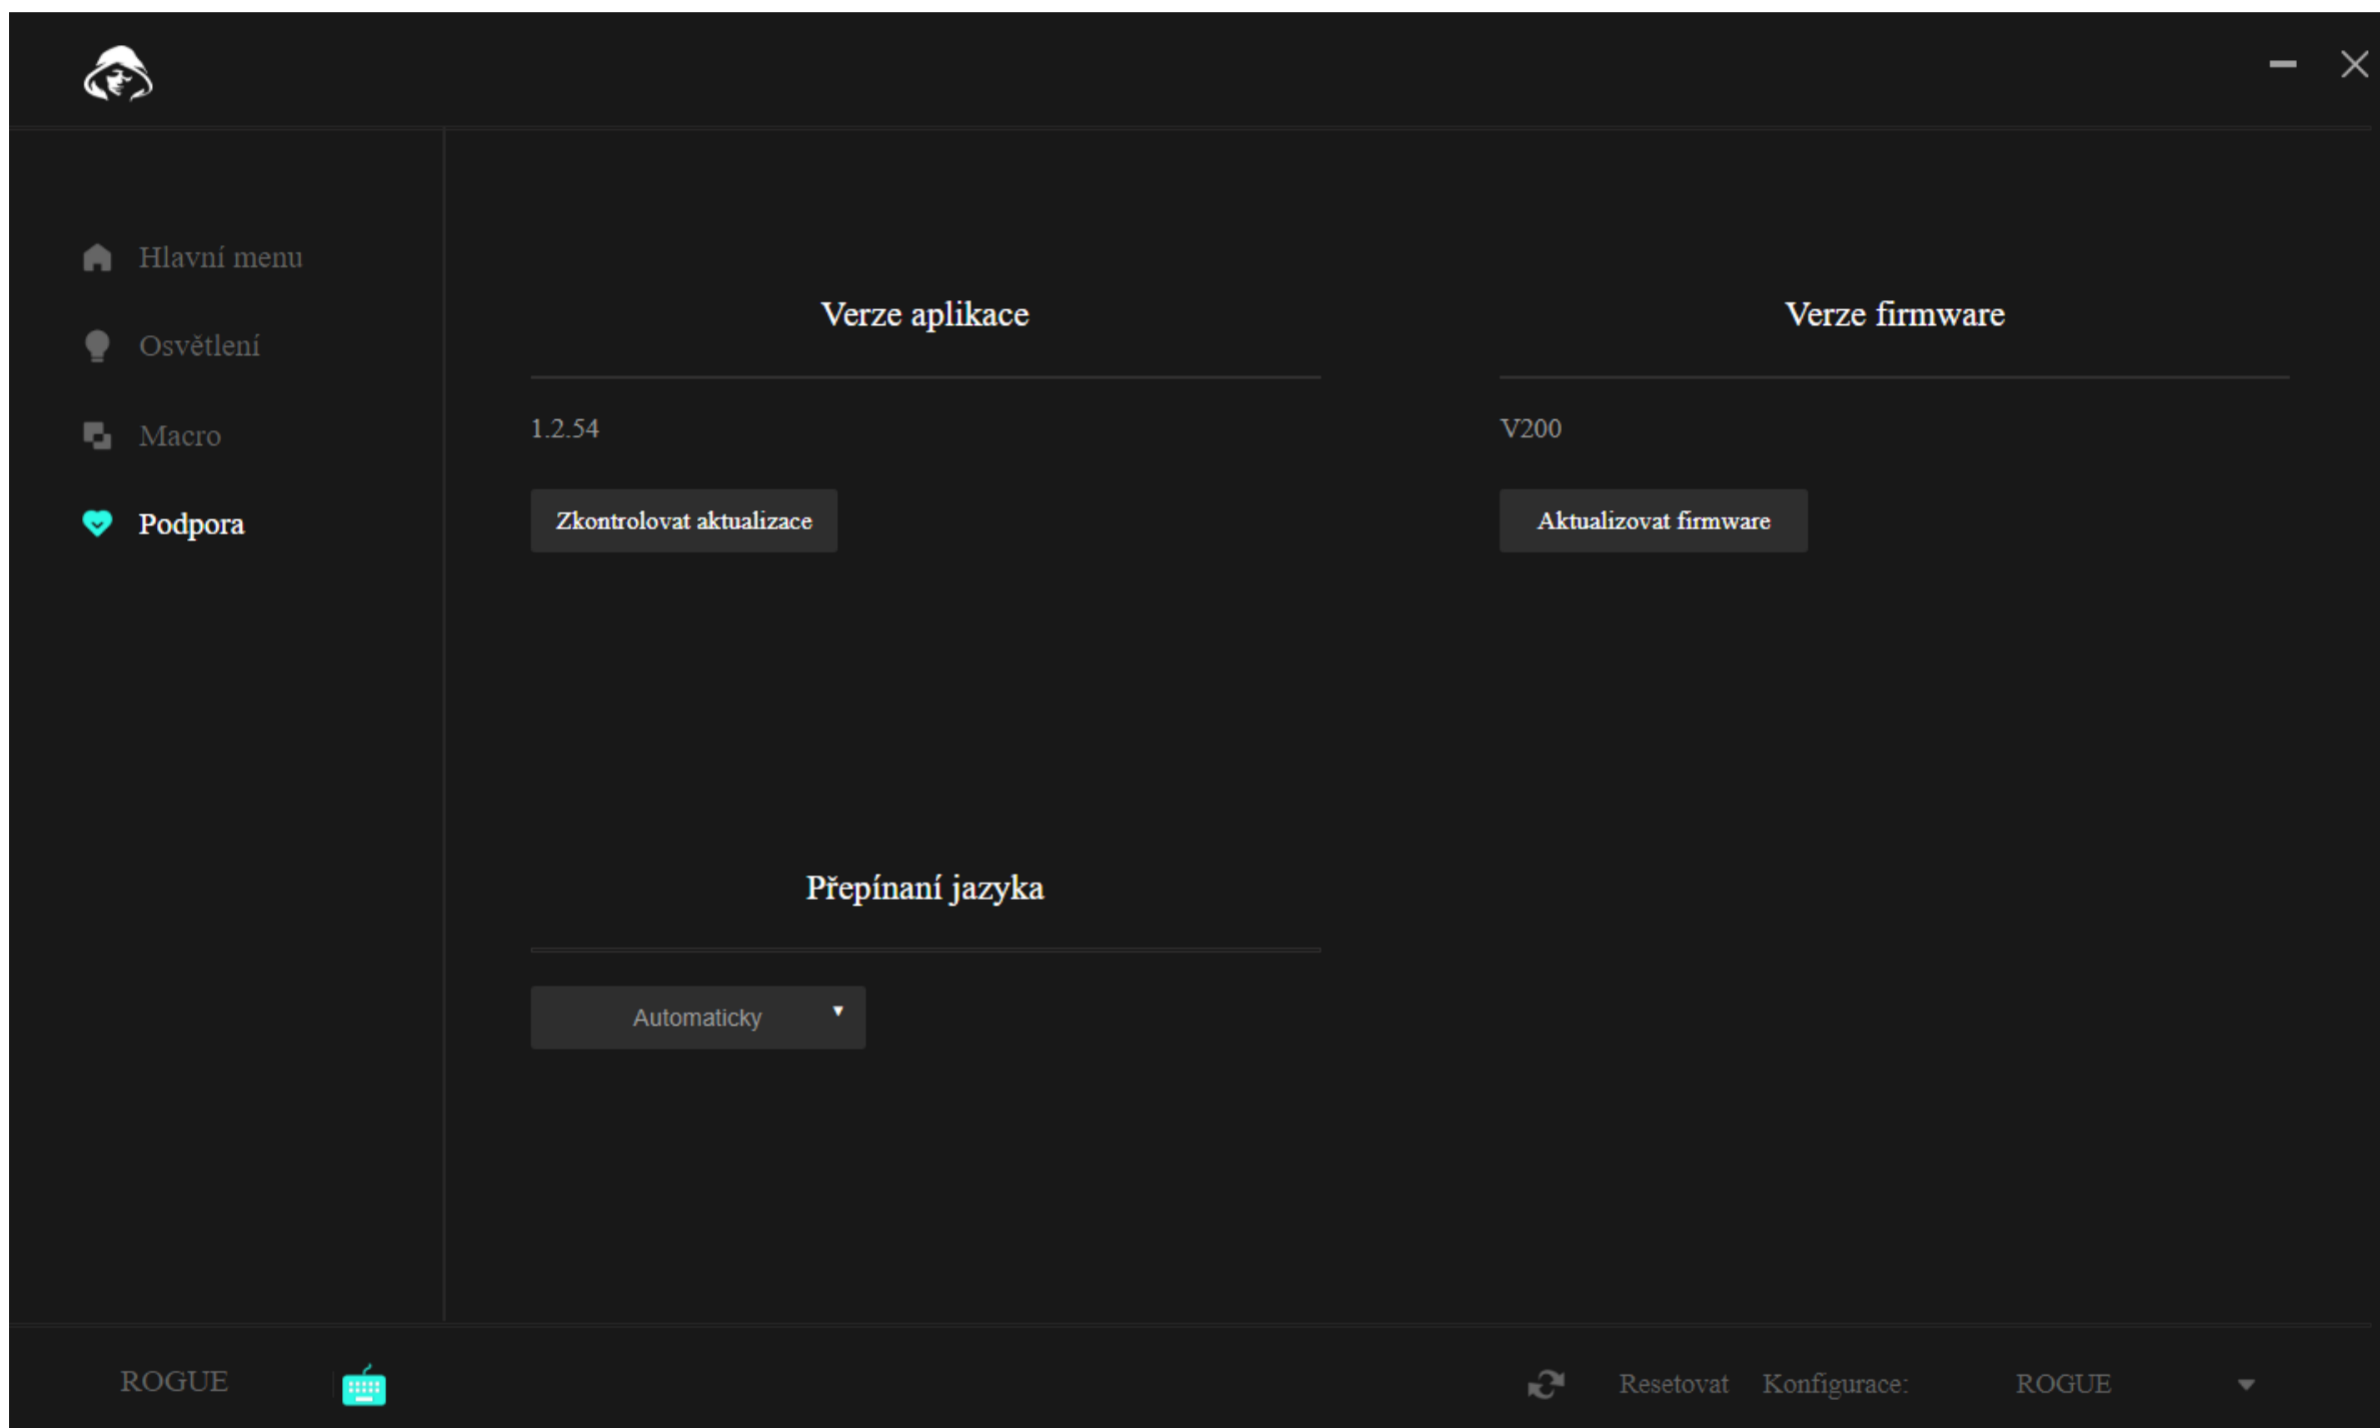 Hlavní menu
Osvětlení
Macro
Podpora
Verze aplikace
1.2.54
Zkontrolovat aktualizace
Verze firmware
V200
Aktualizovat firmware
Přepínaní jazyka
Automaticky
ROGUE
Resetovat Konfigurace: ROGUE